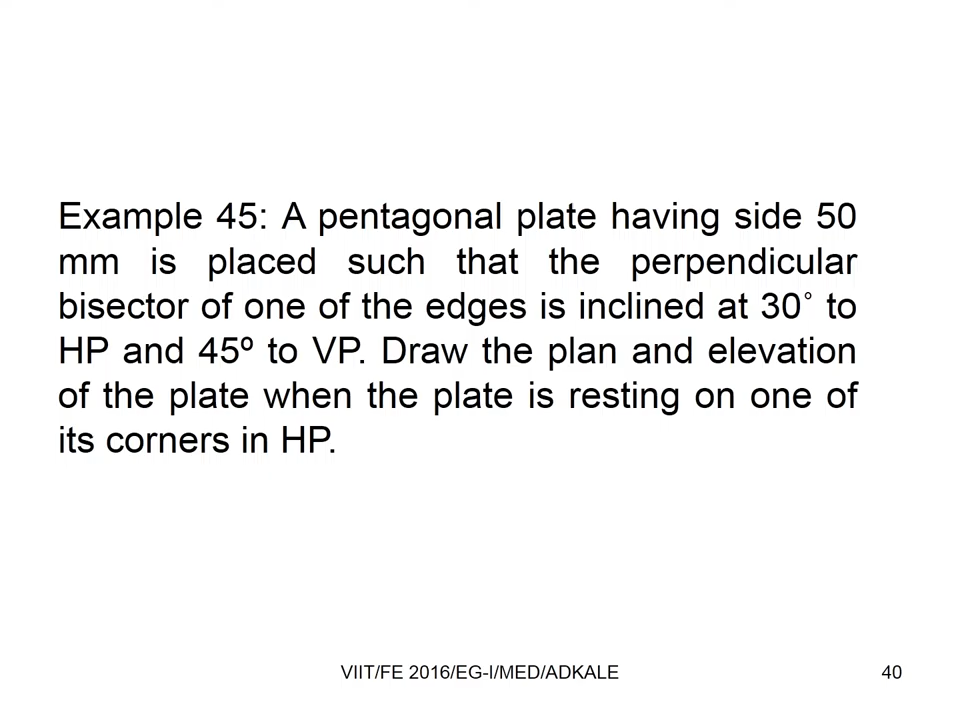 Example 45: A pentagonal plate having side 50
mm is placed such that the perpendicular
bisector of one of the edges is inclined at 30˚ to
HP and 45º to VP. Draw the plan and elevation
of the plate when the plate is resting on one of
its corners in HP.
VIIT/FE 2016/EG-I/MED/ADKALE
40